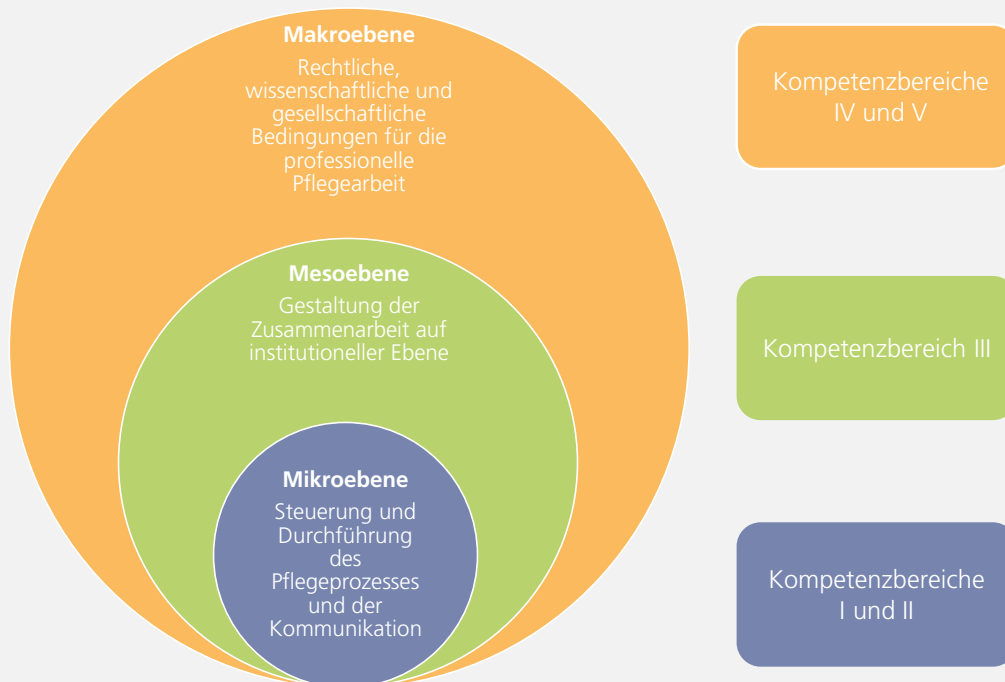 Makroebene
Rechtliche,
wissenschaftliche und
gesellschaftliche
Bedingungen für die
professionelle
Pflegearbeit
Kompetenzbereiche
IV und V
Mesoebene
Gestaltung der
Zusammenarbeit auf
institutioneller Ebene
Kompetenzbereich III
Mikroebene
Steuerung und
Durchführung
des
Pflegeprozesses
und der
Kommunikation
Kompetenzbereiche
I und II